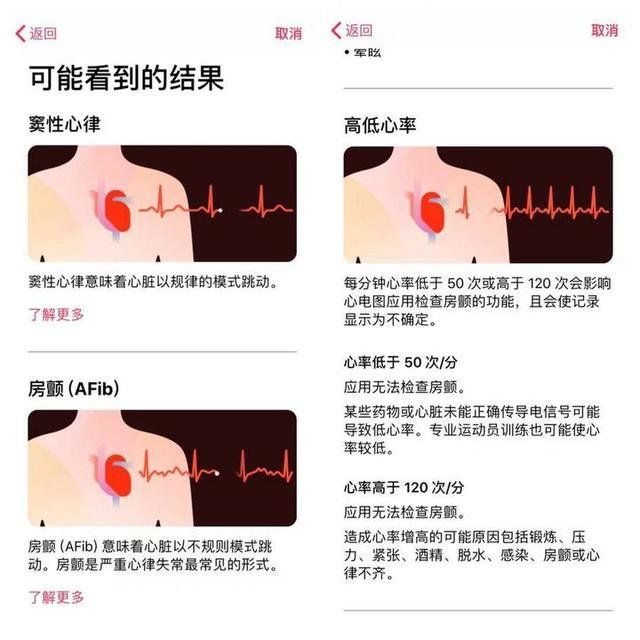 返回
取消
可能看到的结果
窦性心律
窦性心律意味着心脏以规律的模式跳动。
了解更多
房颤 (AFib)
房颤 (AFib) 意味着心脏以不规则模式跳
动。房颤是严重心律失常最常见的形式。
了解更多
返回
取消
高低心率
每分钟心率低于 50 次或高于 120 次会影响
心电图应用检查房颤的功能，且会使记录
显示为不确定。
心率低于 50 次/分
应用无法检查房颤。
某些药物或心脏未能正确传导电信号可能
导致低心率。专业运动员训练也可能使心
率较低。
心率高于 120 次/分
应用无法检查房颤。
造成心率增高的可能原因包括锻炼、压
力、紧张、酒精、脱水、感染、房颤或心
律不齐。